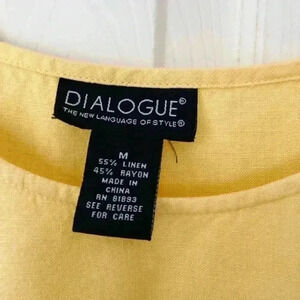 DIALOGUE®
THE NEW LANGUAGE OF STYLE®
M
55% LINEN
45% RAYON
MADE IN
CHINA
RN 81893
SEE REVERSE
FOR CARE